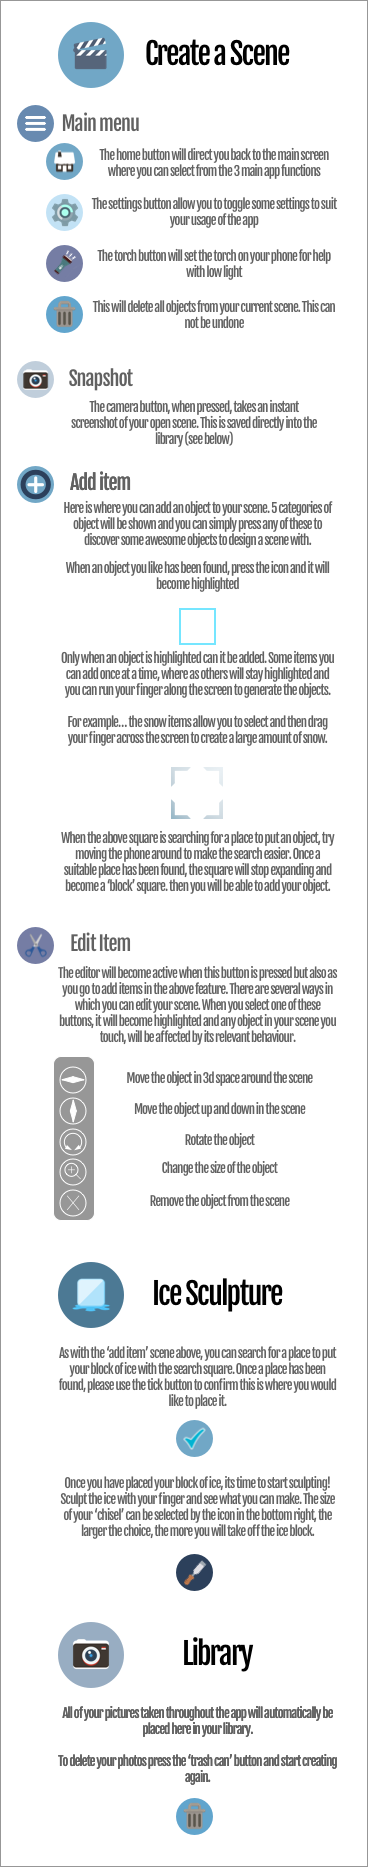 Create a Scene
Main menu
The home button will direct you back to the main screen
where you can select from the 3 main app functions
The settings button allow you to toggle some settings to suit
your usage of the app
The torch button will set the torch on your phone for help
with low light
This will delete all objects from your current scene. This can
not be undone
Snapshot
The camera button, when pressed, takes an instant
screenshot of your open scene. This is saved directly into the
library (see below)
Add item
Here is where you can add an object to your scene. 5 categories of
object will be shown and you can simply press any of these to
discover some awesome objects to design a scene with.
When an object you like has been found, press the icon and it will
become highlighted
Only when an object is highlighted can it be added. Some items you
can add once at a time, where as others will stay highlighted and
you can run your finger along the screen to generate the objects.
For example... the snow items allow you to select and then drag
your finger across the screen to create a large amount of snow.
When the above square is searching for a place to put an object, try
moving the phone around to make the search easier. Once a
suitable place has been found, the square will stop expanding and
become a 'block' square. then you will be able to add your object.
Edit Item
The editor will become active when this button is pressed but also as
you go to add items in the above feature. There are several ways in
which you can edit your scene. When you select one of these
buttons, it will become highlighted and any object in your scene you
touch, will be affected by its relevant behaviour.
Move the object in 3d space around the scene
Move the object up and down in the scene
Rotate the object
Change the size of the object
Remove the object from the scene
Ice Sculpture
As with the 'add item' scene above, you can search for a place to put
your block of ice with the search square. Once a place has been
found, please use the tick button to confirm this is where you would
like to place it.
Once you have placed your block of ice, its time to start sculpting!
Sculpt the ice with your finger and see what you can make. The size
of your 'chisel' can be selected by the icon in the bottom right, the
larger the choice, the more you will take off the ice block.
Library
All of your pictures taken throughout the app will automatically be
placed here in your library.
To delete your photos press the 'trash can' button and start creating
again.